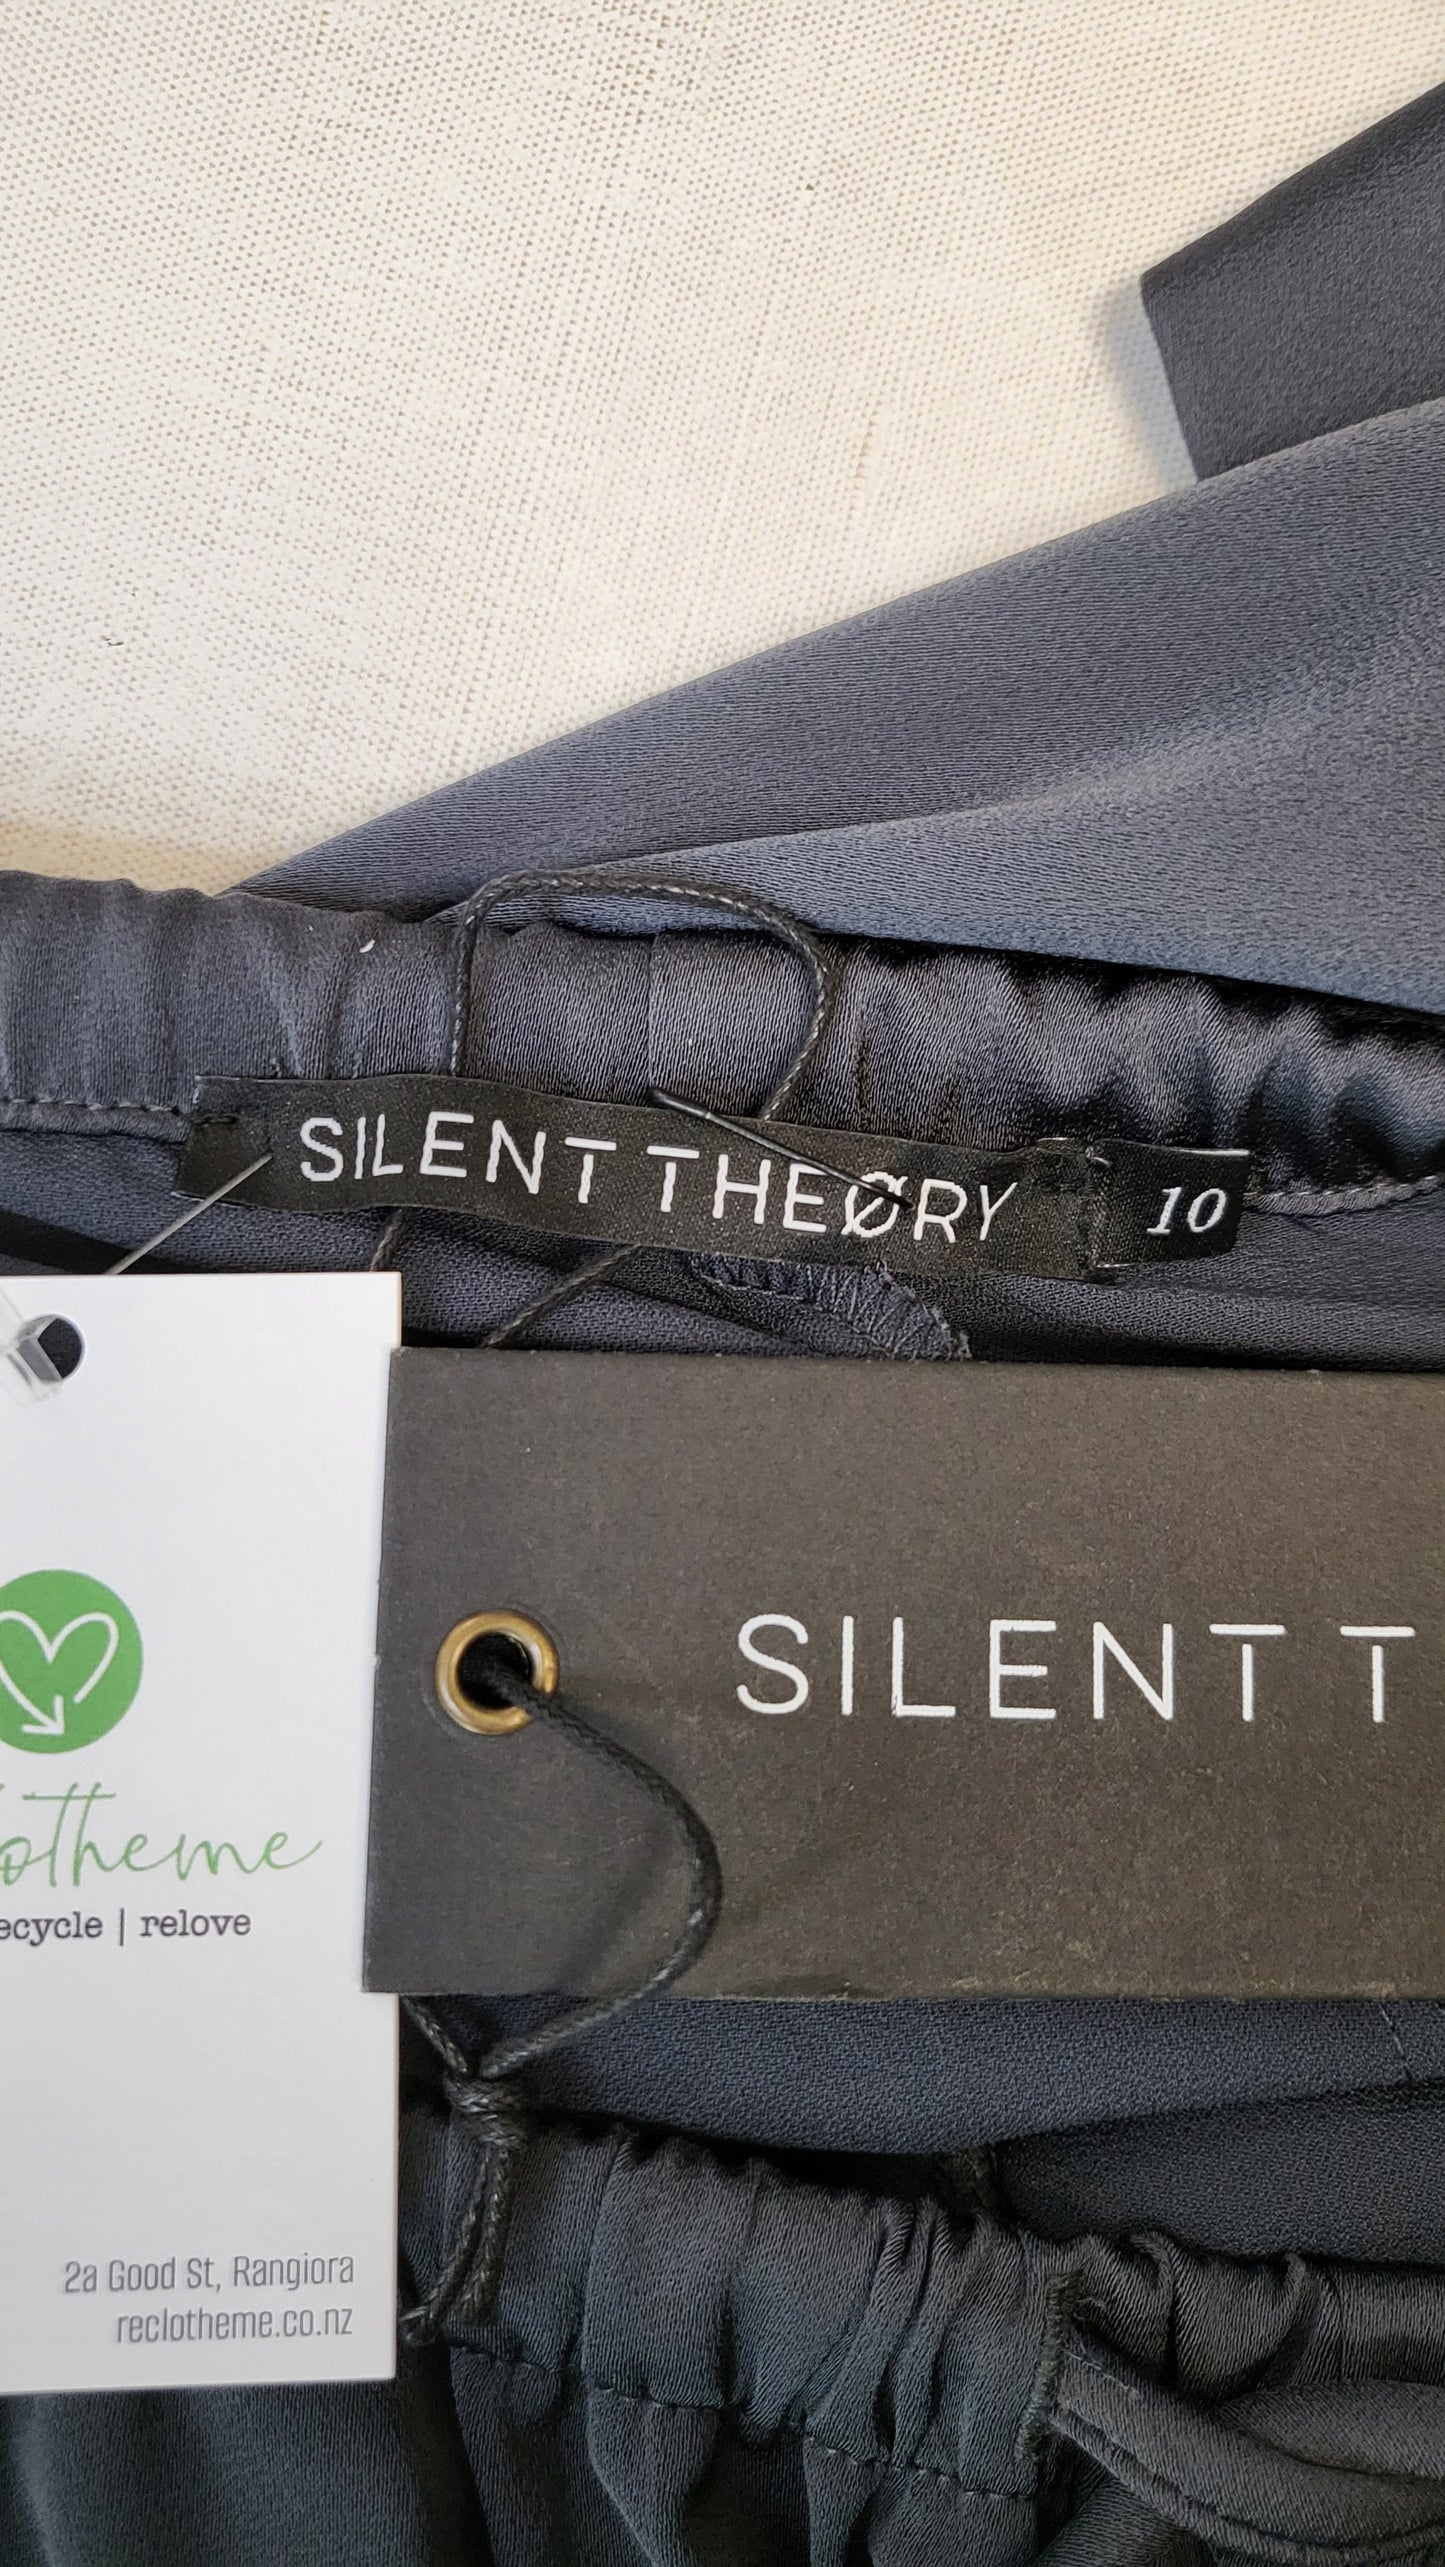 SILENT THEØRY
10
SILENT T
otheme
ecycle | relove
2a Good St, Rangiora
reclotheme.co.nz